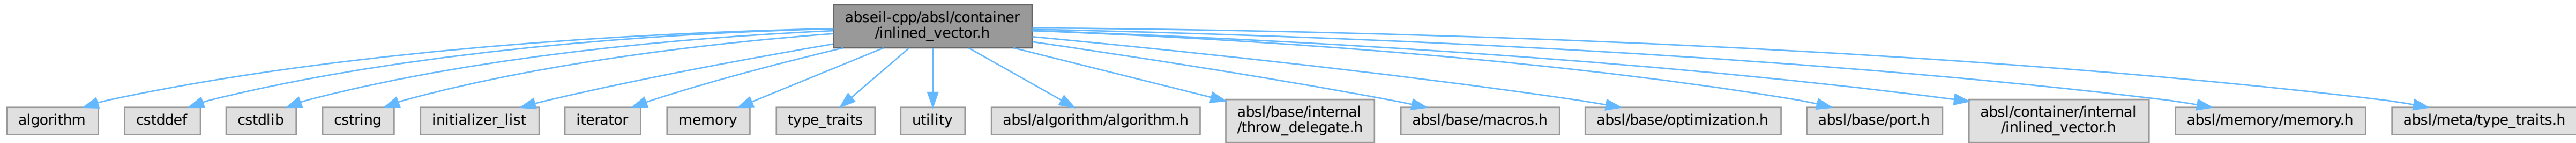 abseil-cpp/absl/container
/inlined_vector.h
algorithm
cstddef
cstdlib
cstring
initializer_list
iterator
memory
type_traits
utility
absl/algorithm/algorithm.h
absl/base/internal
/throw_delegate.h
absl/base/macros.h
absl/base/optimization.h
absl/base/port.h
absl/container/internal
/inlined_vector.h
absl/memory/memory.h
absl/meta/type_traits.h